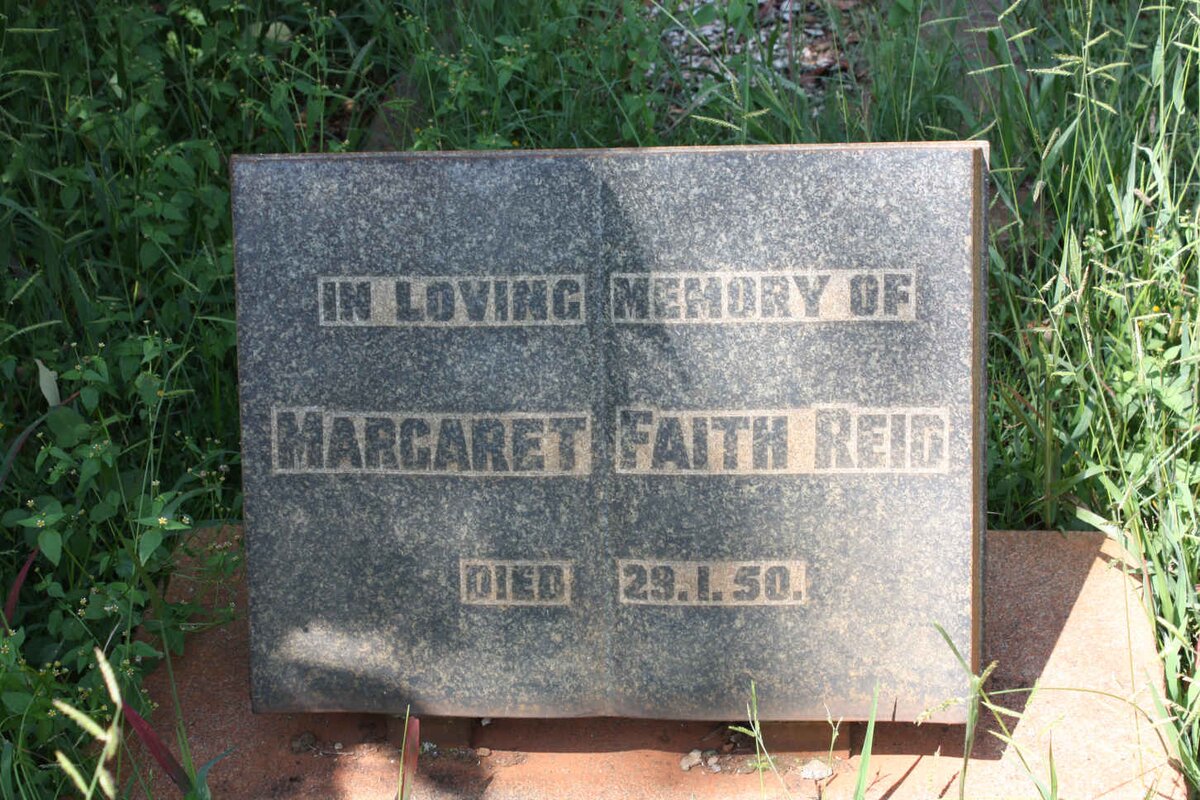 IN LOVING MEMORY OF
MARGARET FAITH REID
DIED 29.1.50.